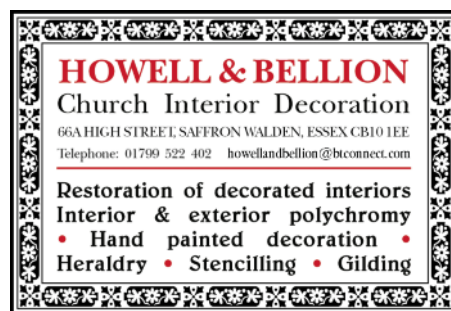 HOWELL & BELLION
Church Interior Decoration
66A HIGH STREET, SAFFRON WALDEN, ESSEX CB10 1EE
Telephone: 01799 522 402 howellandbellion@btconnect.com
Restoration of decorated interiors
Interior & exterior polychromy
• Hand painted decoration •
Heraldry • Stencilling • Gilding